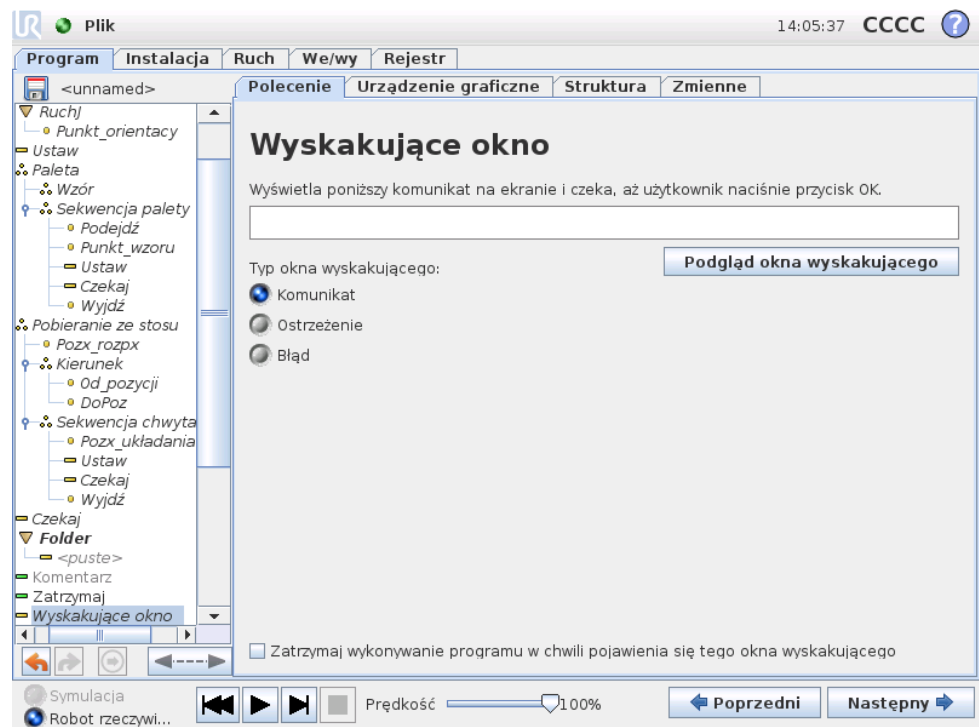 UR Plik 14:05:37 CCCC ?
Program Instalacja Ruch We/wy Rejestr
<unnamed>
Polecenie Urządzenie graficzne Struktura Zmienne
RuchJ
Punkt_orientacy
Ustaw
Paleta
Wzór
Sekwencja palety
Podejdź
Punkt_wzoru
Ustaw
Czekaj
Wyjdź
Pobieranie ze stosu
Pozx_rozpx
Kierunek
Od_pozycji
DoPoz
Sekwencja chwyta
Pozx_układania
Ustaw
Czekaj
Wyjdź
Czekaj
Folder
<puste>
Komentarz
Zatrzymaj
Wyskakujące okno
Wyskakujące okno
Wyświetla poniższy komunikat na ekranie i czeka, aż użytkownik naciśnie przycisk OK.
Podgląd okna wyskakującego
Typ okna wyskakującego:
Komunikat
Ostrzeżenie
Błąd
Zatrzymaj wykonywanie programu w chwili pojawienia się tego okna wyskakującego
Symulacja
Robot rzeczywi...
Prędkość 100%
Poprzedni Następny